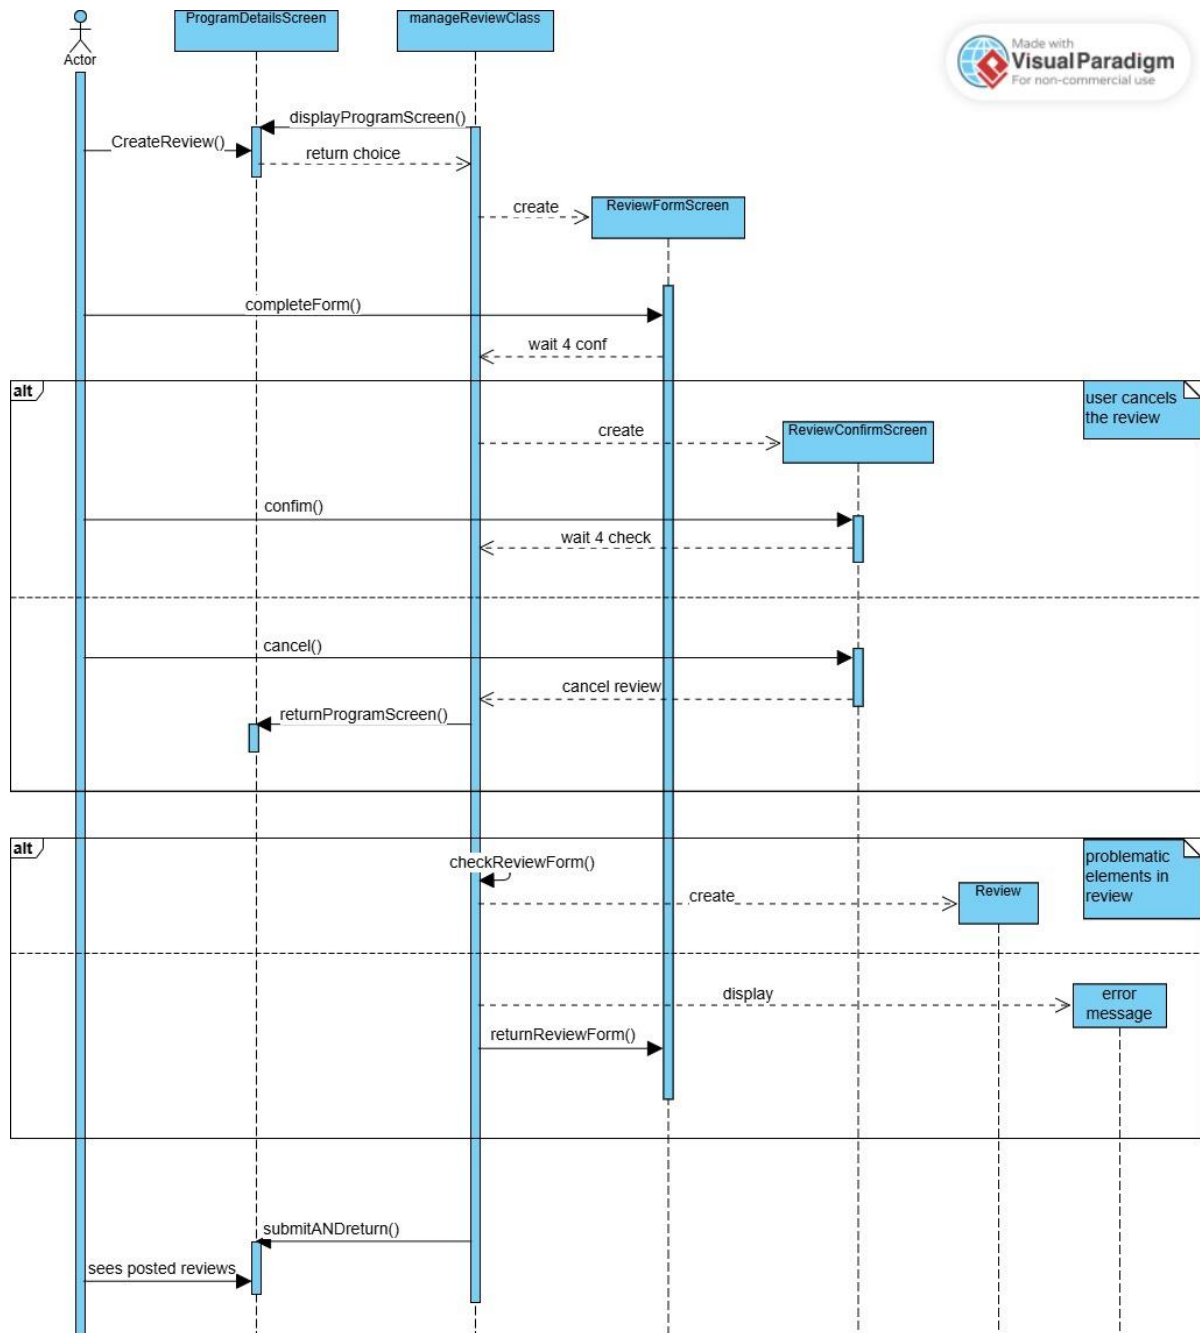 ProgramDetailsScreen
manageReviewClass
Made with
VisualParadigm
For non-commercial use
Actor
displayProgramScreen()
CreateReview()
return choice
create
ReviewFormScreen
completeForm()
wait 4 conf
alt
user cancels
the review
create
ReviewConfirmScreen
confim()
wait 4 check
cancel()
cancel review
returnProgramScreen()
alt
checkReviewForm()
problematic
elements in
review
create
Review
display
error
message
returnReviewForm()
submitANDreturn()
sees posted reviews